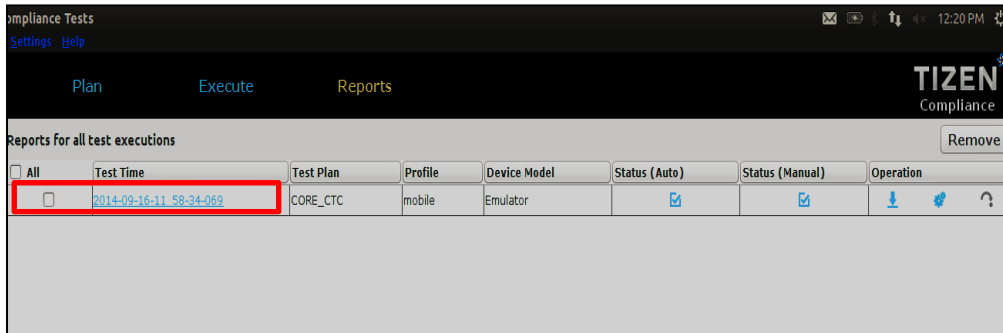 ompliance Tests
12:20 PM
Settings Help
Plan Execute Reports
TIZEN
Compliance
Reports for all test executions
Remove
All Test Time Test Plan Profile Device Model Status (Auto) Status (Manual) Operation
2014-09-16-11_58-34-069 CORE_CTC mobile Emulator